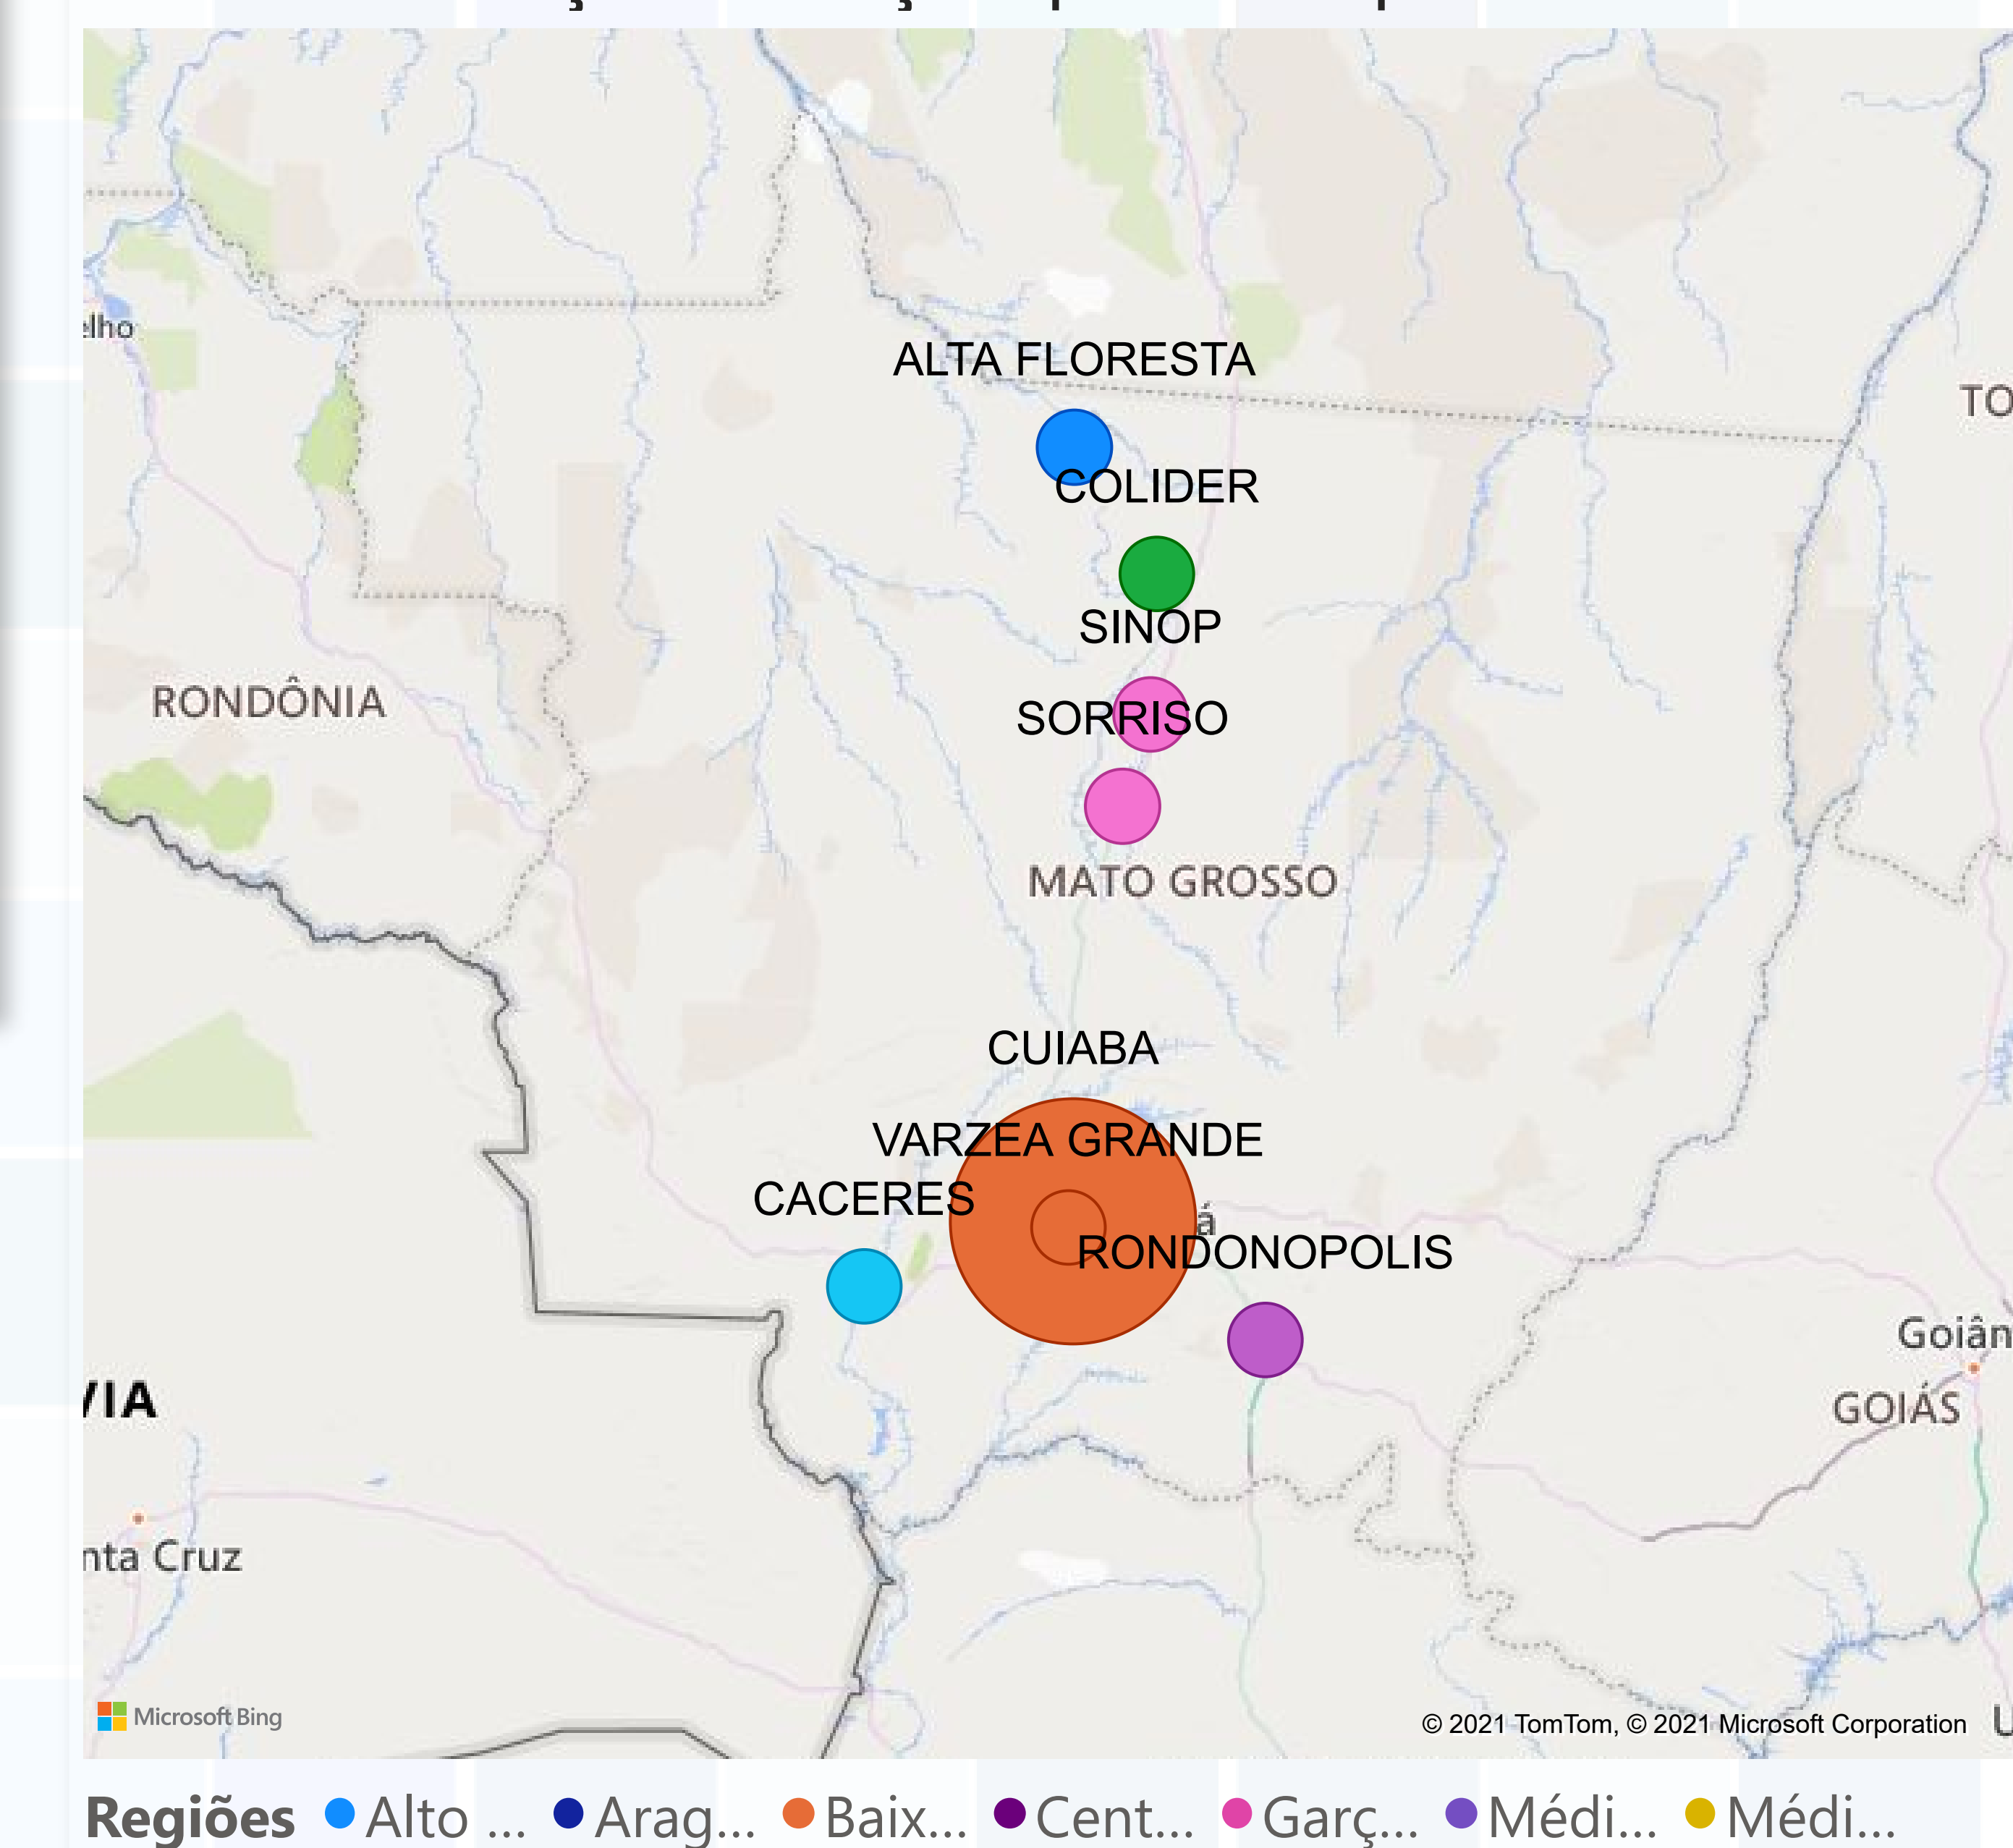 elho
ALTA FLORESTA
TO
COLIDER
SINOP
RONDÔNIA
SORRISO
MATO GROSSO
CUIABA
VARZEA GRANDE
CACERES
á
RONDONOPOLIS
Goiân
VIA
GOIÁS
nta Cruz
Microsoft Bing
© 2021 TomTom, © 2021 Microsoft Corporation
U
Regiões Alto ... Arag... Baix... Cent... Garç... Médi... Médi...